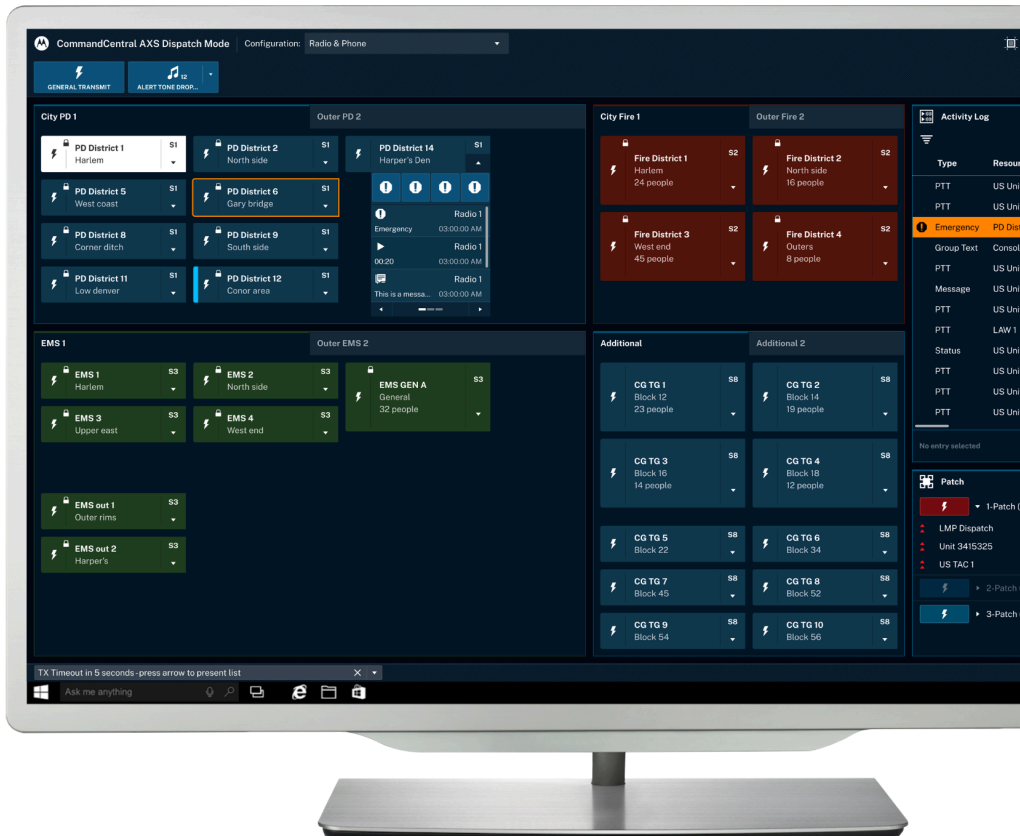 CommandCentral AXS Dispatch Mode
Configuration: Radio & Phone
GENERAL TRANSMIT
12
ALERT TONE DROP...
City PD 1
Outer PD 2
PD District 1 S1
Harlem
PD District 2 S1
North side
PD District 14 S1
Harper's Den
PD District 5 S1
West coast
PD District 6 S1
Gary bridge
PD District 8 S1
Corner ditch
PD District 9 S1
South side
PD District 11 S1
Low denver
PD District 12 S1
Conor area
Radio 1
Emergency 03:00:00 AM
Radio 1
00:20 03:00:00 AM
Radio 1
This is a messa... 03:00:00 AM
City Fire 1
Outer Fire 2
Fire District 1 S2
Harlem
24 people
Fire District 2 S2
North side
16 people
Fire District 3 S2
West end
45 people
Fire District 4 S2
Outers
8 people
EMS 1
Outer EMS 2
EMS 1 S3
Harlem
EMS 2 S3
North side
EMS GEN A S3
General
32 people
EMS 3 S3
Upper east
EMS 4 S3
West end
EMS out 1 S3
Outer rims
EMS out 2 S3
Harper's
Additional
Additional 2
CG TG 1 S8
Block 12
23 people
CG TG 2 S8
Block 14
19 people
CG TG 3 S8
Block 16
14 people
CG TG 4 S8
Block 18
12 people
CG TG 5 S8
Block 22
CG TG 6 S8
Block 34
CG TG 7 S8
Block 45
CG TG 8 S8
Block 52
CG TG 9 S8
Block 54
CG TG 10 S8
Block 56
Activity Log
Type Resour
PTT US Uni
PTT US Uni
Emergency PD Dist
Group Text Consol
PTT US Uni
Message US Uni
PTT US Uni
PTT LAW 1
Status US Uni
PTT US Uni
PTT US Uni
PTT US Uni
No entry selected
Patch
1-Patch (
LMP Dispatch
Unit 3415325
US TAC 1
2-Patch
3-Patch
TX Timeout in 5 seconds-press arrow to present list
Ask me anything